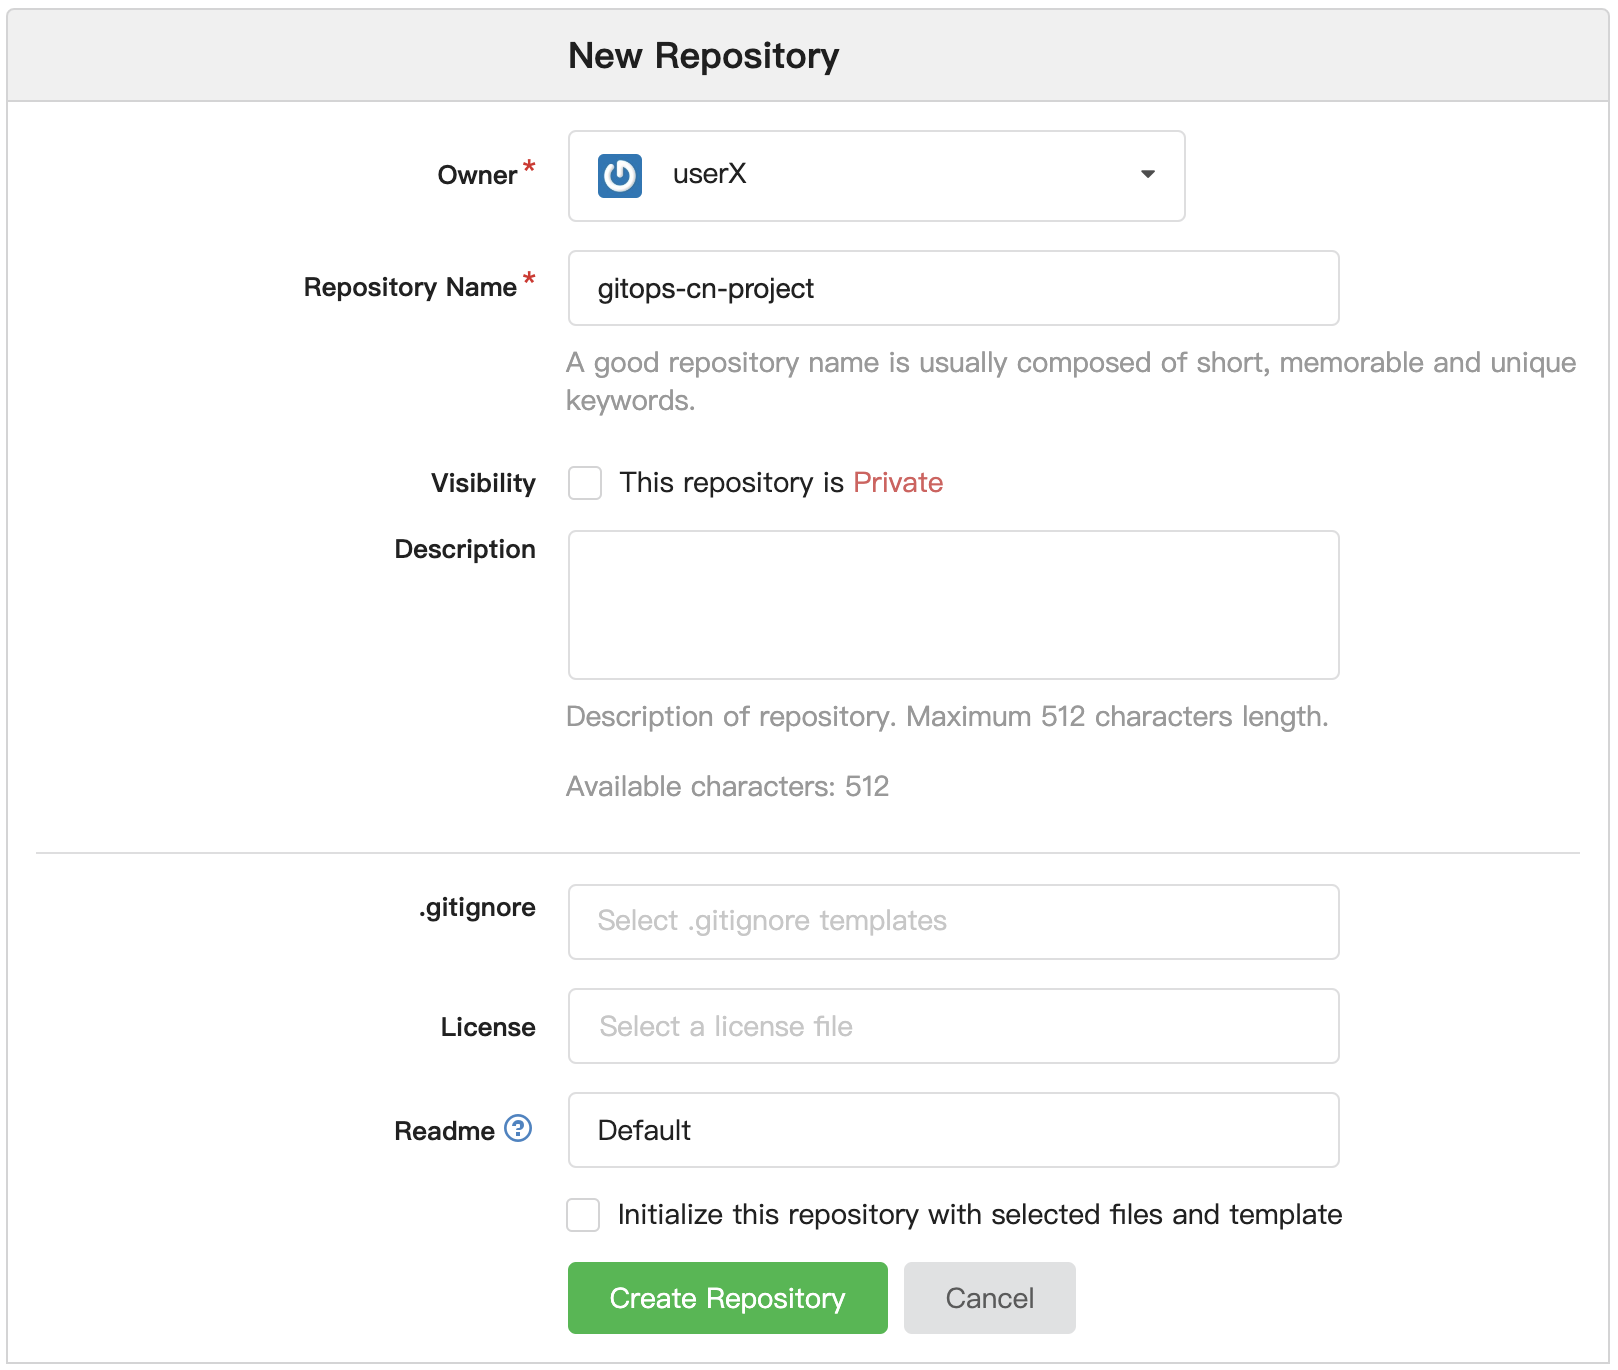 New Repository
Owner *
userX
Repository Name *
gitops-cn-project
A good repository name is usually composed of short, memorable and unique
keywords.
Visibility
This repository is Private
Description
Description of repository. Maximum 512 characters length.
Available characters: 512
.gitignore
Select .gitignore templates
License
Select a license file
Readme ?
Default
Initialize this repository with selected files and template
Create Repository
Cancel